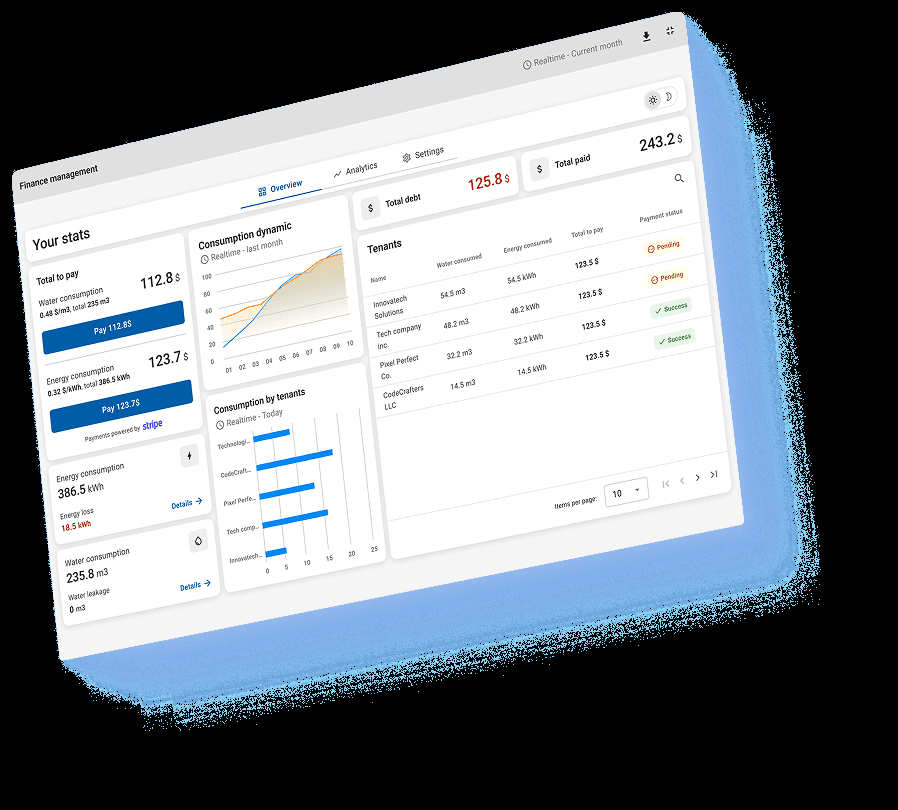 Finance management
Realtime - Current month
Overview
Analytics
Settings
Your stats
Total to pay
Water consumption
0.48 $/m3, total 235 m3
112.8 $
Pay 112.8$
Energy consumption
0.32 $/kWh, total 386.5 kWh
123.7 $
Pay 123.7$
Payments powered by stripe
Energy consumption
386.5 kWh
Energy loss
18.5 kWh
Details
Water consumption
235.8 m3
Water leakage
0 m3
Details
Consumption dynamic
Realtime - last month
100
80
60
40
20
0
01 02 03 04 05 06 07 08 09 10
Consumption by tenants
Realtime - Today
Technologi...
CodeCraft...
Pixel Perfe...
Tech comp...
Innovatech...
0 5 10 15 20 25
$ Total debt 125.8 $
$ Total paid 243.2 $
Tenants
Name Water consumed Energy consumed Total to pay Payment status
Innovatech Solutions 54.5 m3 54.5 kWh 123.5 $ Pending
Tech company inc. 48.2 m3 48.2 kWh 123.5 $ Pending
Pixel Perfect Co. 32.2 m3 32.2 kWh 123.5 $ Success
CodeCrafters LLC 14.5 m3 14.5 kWh 123.5 $ Success
Items per page: 10